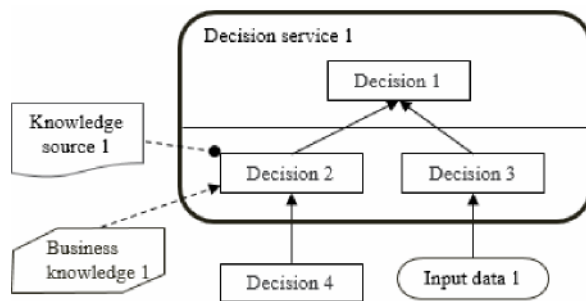 Decision service 1
Decision 1
Knowledge
source 1
Decision 2
Decision 3
Business
knowledge 1
Decision 4
Input data 1